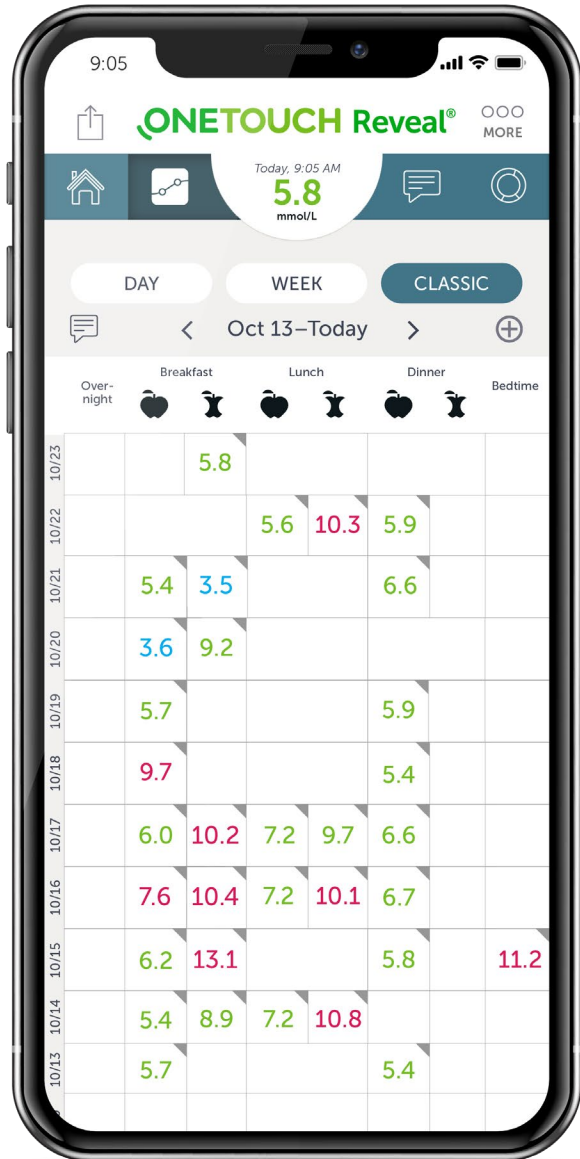 9:05
ONETOUCH Reveal®
MORE
Today, 9:05 AM
5.8
mmol/L
DAY WEEK CLASSIC
Oct 13–Today
Breakfast Lunch Dinner
Over-
night
Bedtime
10/23 5.8
10/22 5.6 10.3 5.9
10/21 5.4 3.5 6.6
10/20 3.6 9.2
10/19 5.7 5.9
10/18 9.7 5.4
10/17 6.0 10.2 7.2 9.7 6.6
10/16 7.6 10.4 7.2 10.1 6.7
10/15 6.2 13.1 5.8 11.2
10/14 5.4 8.9 7.2 10.8
10/13 5.7 5.4